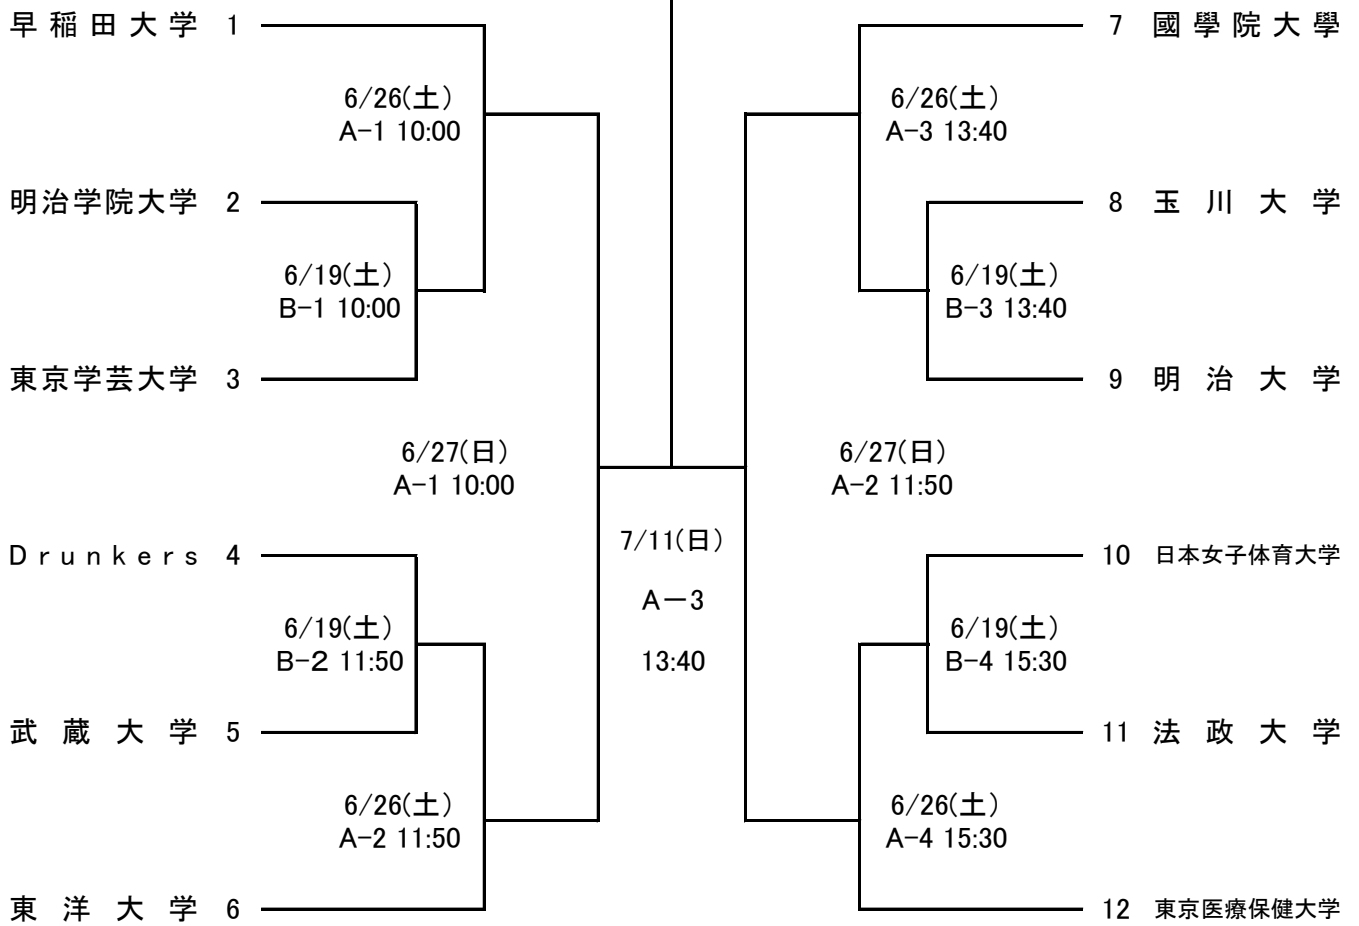 早稲田大学 1
6/26(土)
A-1 10:00
明治学院大学 2
6/19(土)
B-1 10:00
東京学芸大学 3
6/27(日)
A-1 10:00
Drunkers 4
6/19(土)
B-2 11:50
武蔵大学 5
6/26(土)
A-2 11:50
東洋大学 6
7/11(日)
A-3
13:40
7 國學院大學
6/26(土)
A-3 13:40
8 玉川大学
6/19(土)
B-3 13:40
9 明治大学
6/27(日)
A-2 11:50
10 日本女子体育大学
6/19(土)
B-4 15:30
11 法政大学
6/26(土)
A-4 15:30
12 東京医療保健大学